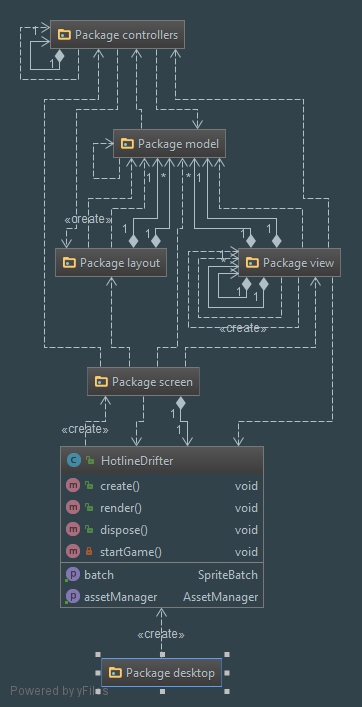 Package controllers
1
1
Package model
1
1
*
*
1
1
«create»
1
1
1
1
Package layout
Package view
1
1
«create»
Package screen
1
1
«create»
HotlineDrifter
create() void
render() void
dispose() void
startGame() void
batch SpriteBatch
assetManager AssetManager
«create»
Package desktop
Powered by yFiles